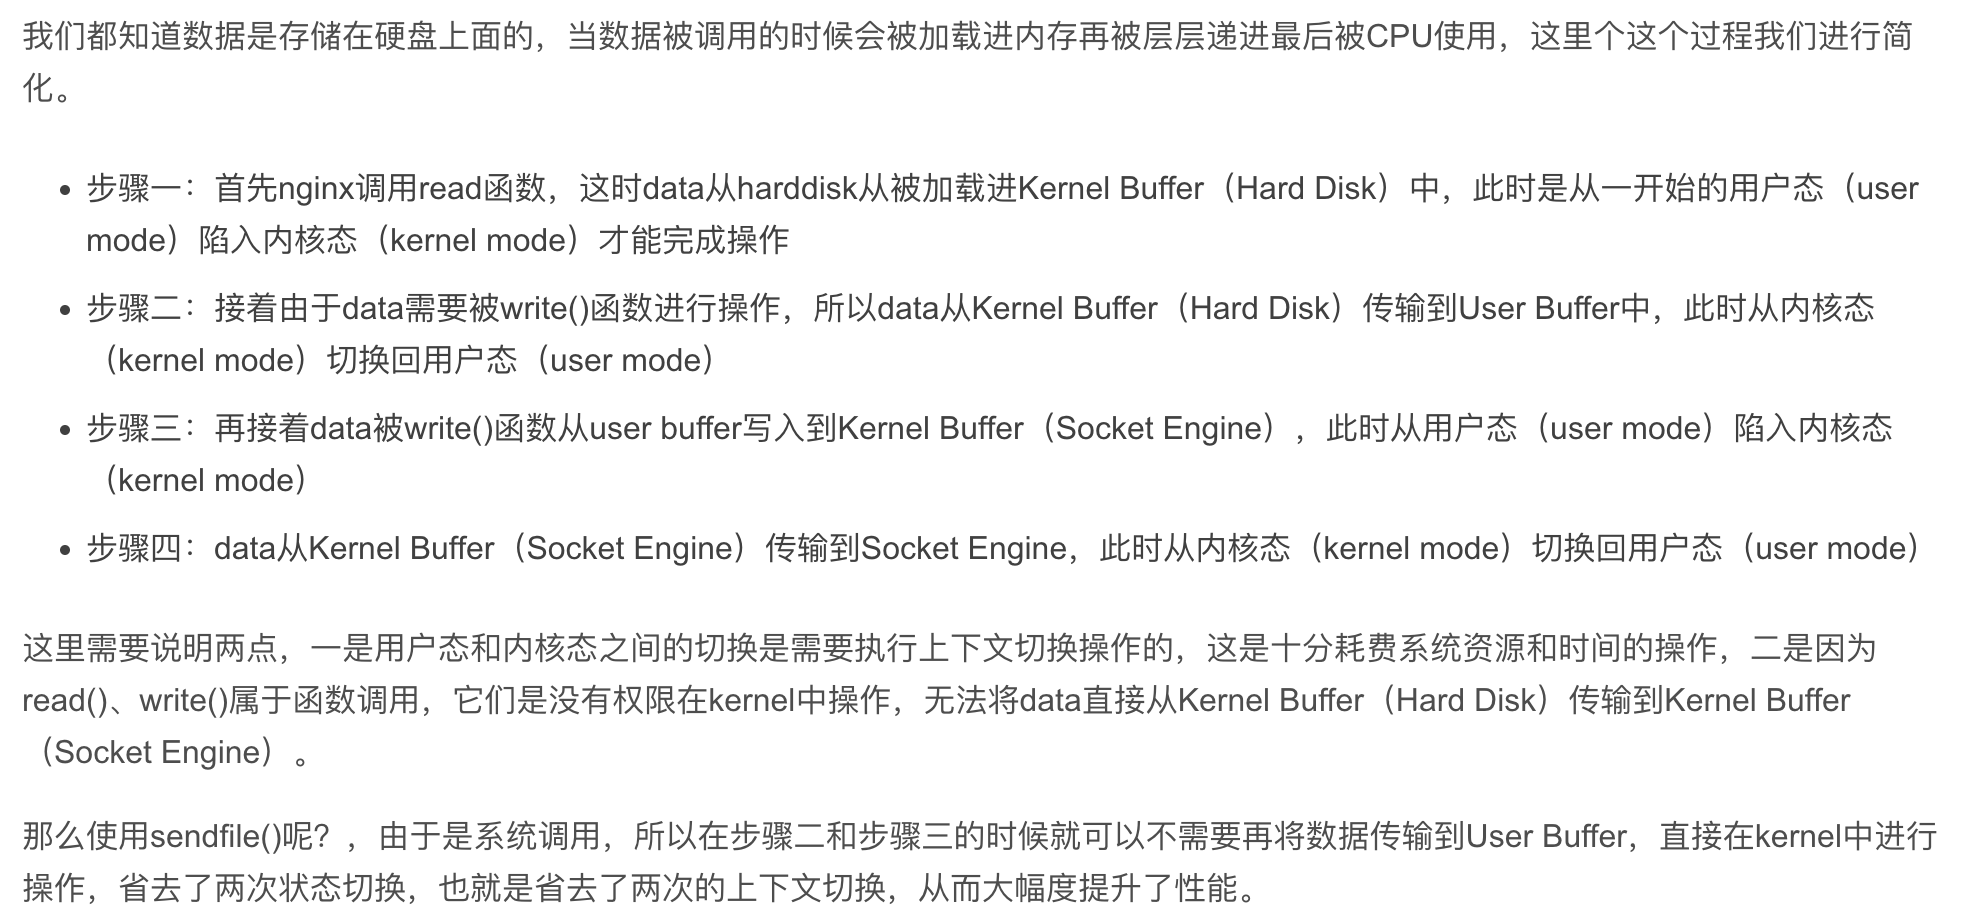 我们都知道数据是存储在硬盘上面的，当数据被调用的时候会被加载进内存再被层层递进最后被CPU使用，这里个这个过程我们进行简
化。
• 步骤一：首先nginx调用read函数，这时data从harddisk从被加载进Kernel Buffer（Hard Disk）中，此时是从一开始的用户态（user
mode）陷入内核态（kernel mode）才能完成操作
• 步骤二：接着由于data需要被write()函数进行操作，所以data从Kernel Buffer（Hard Disk）传输到User Buffer中，此时从内核态
（kernel mode）切换回用户态（user mode）
• 步骤三：再接着data被write()函数从user buffer写入到Kernel Buffer（Socket Engine），此时从用户态（user mode）陷入内核态
（kernel mode）
• 步骤四：data从Kernel Buffer（Socket Engine）传输到Socket Engine，此时从内核态（kernel mode）切换回用户态（user mode）
这里需要说明两点，一是用户态和内核态之间的切换是需要执行上下文切换操作的，这是十分耗费系统资源和时间的操作，二是因为
read()、write()属于函数调用，它们是没有权限在kernel中操作，无法将data直接从Kernel Buffer（Hard Disk）传输到Kernel Buffer
（Socket Engine）。
那么使用sendfile()呢？，由于是系统调用，所以在步骤二和步骤三的时候就可以不需要再将数据传输到User Buffer，直接在kernel中进行
操作，省去了两次状态切换，也就是省去了两次的上下文切换，从而大幅度提升了性能。